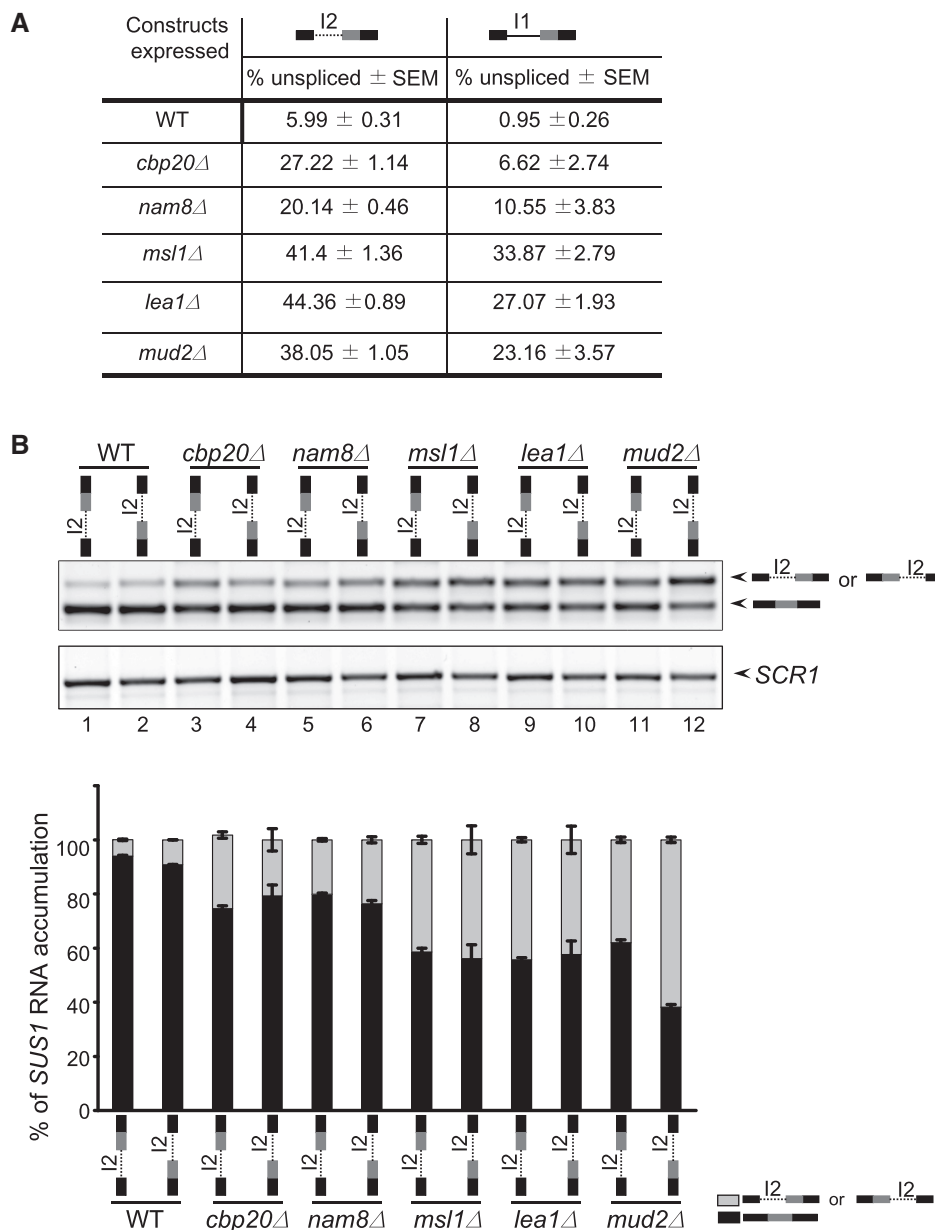 A
Constructs expressed
I2
I1
% unspliced ± SEM
% unspliced ± SEM
WT 5.99 ± 0.31 0.95 ±0.26
cbp20Δ 27.22 ± 1.14 6.62 ±2.74
nam8Δ 20.14 ± 0.46 10.55 ±3.83
msl1Δ 41.4 ± 1.36 33.87 ±2.79
lea1Δ 44.36 ±0.89 27.07 ±1.93
mud2Δ 38.05 ± 1.05 23.16 ±3.57
B
WT cbp20Δ nam8Δ msl1Δ lea1Δ mud2Δ
I2 I2 I2 I2 I2 I2 I2 I2 I2 I2 I2 I2
I2 or I2
SCR1
1 2 3 4 5 6 7 8 9 10 11 12
% of SUS1 RNA accumulation
100
80
60
40
20
0
I2 I2 I2 I2 I2 I2 I2 I2 I2 I2 I2 I2
WT cbp20Δ nam8Δ msl1Δ lea1Δ mud2Δ
I2 or I2